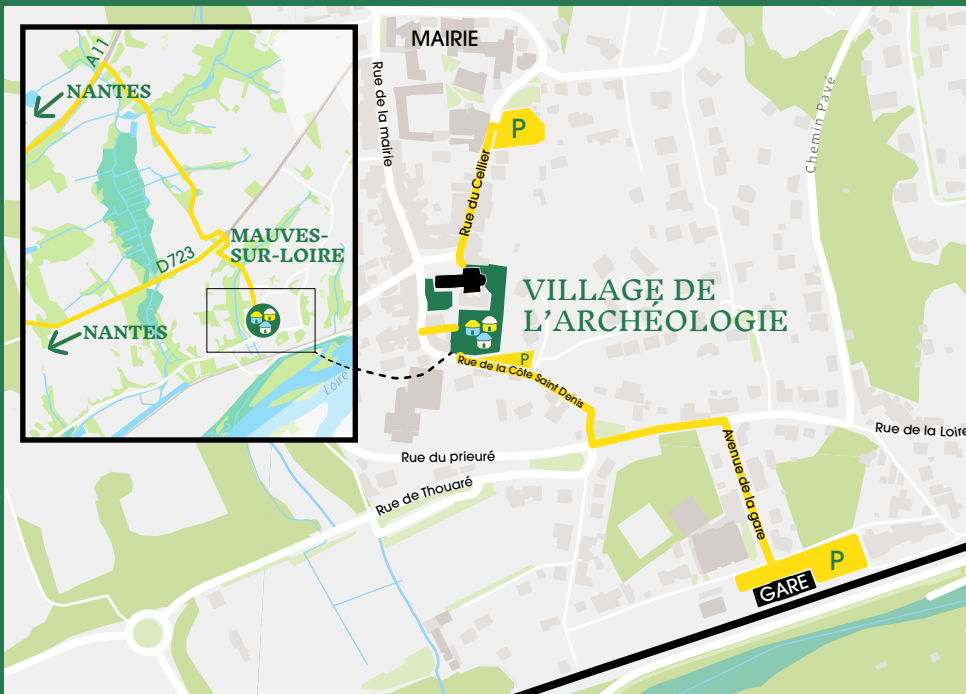 A11
NANTES
MAUVES-
SUR-LOIRE
D723
NANTES
Loire
MAIRIE
Rue de la mairie
P
Rue du Cellier
Chemin Pavé
VILLAGE DE
L'ARCHÉOLOGIE
P
Rue de la Côte Saint Denis
Rue du prieuré
Rue de Thouaré
Avenue de la gare
Rue de la Loire
P
GARE